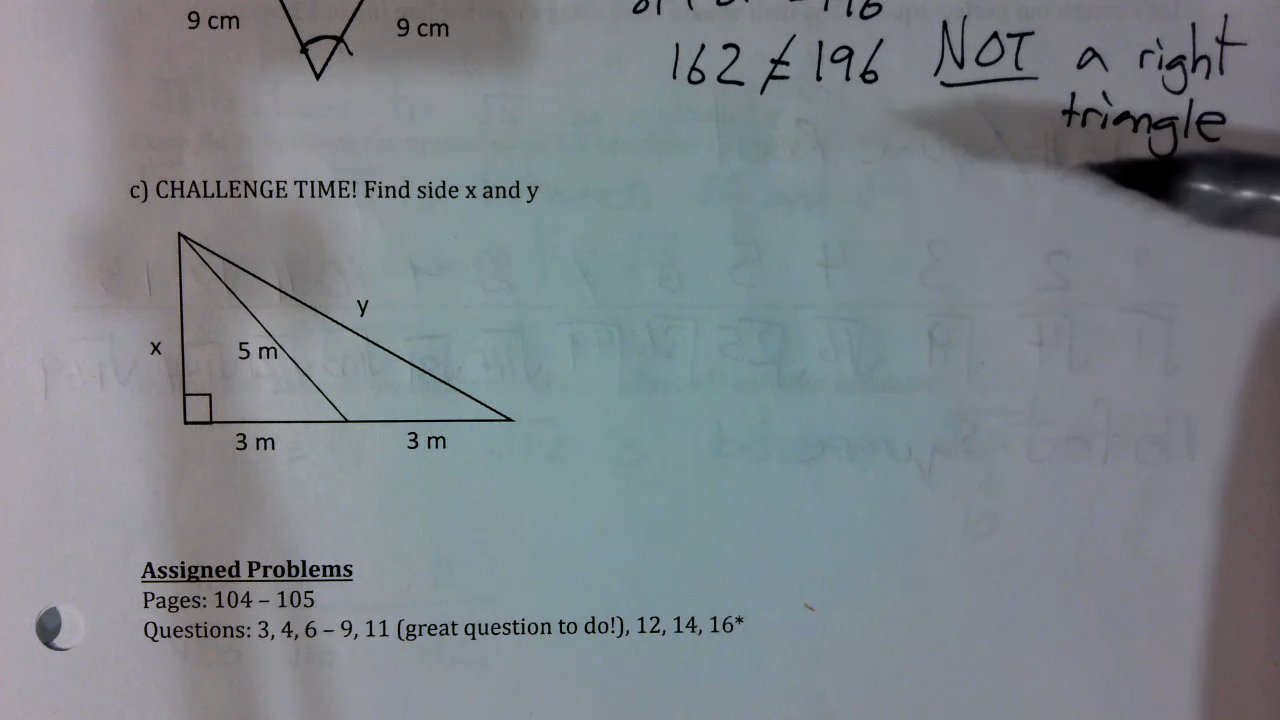 9 cm
9 cm
162 ≠ 196 NOT a right
triangle
c) CHALLENGE TIME! Find side x and y
y
x
5 m
3 m
3 m
Assigned Problems
Pages: 104 – 105
Questions: 3, 4, 6 – 9, 11 (great question to do!), 12, 14, 16*